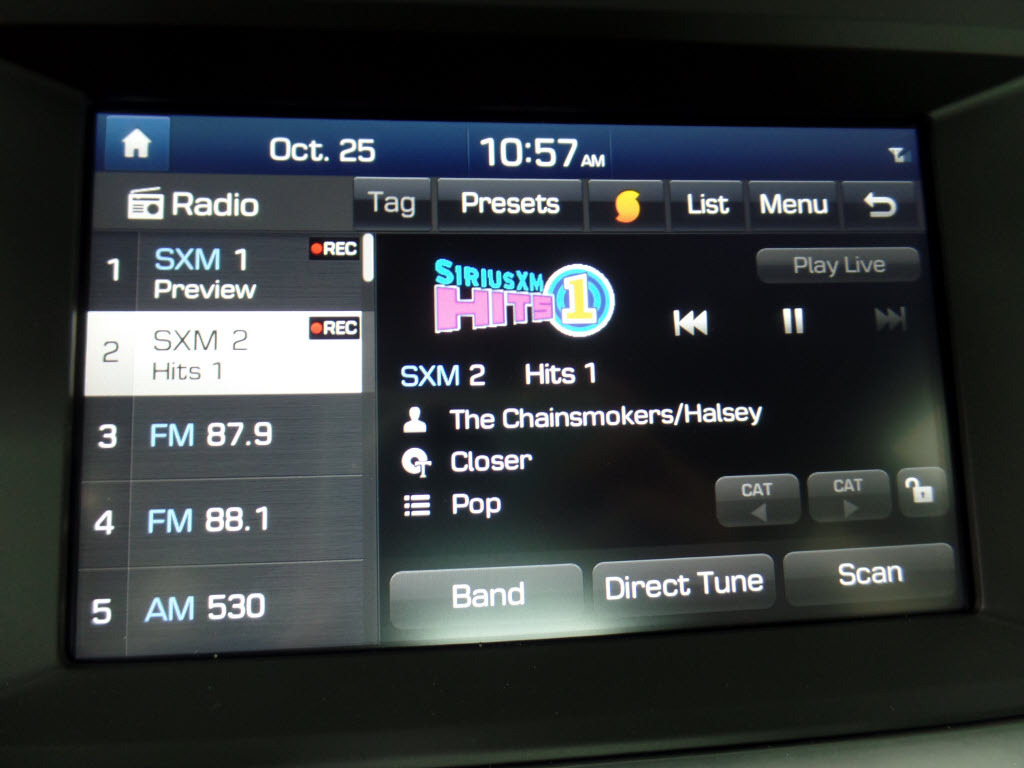 Oct. 25 10:57 AM
Radio Tag Presets List Menu
1 SXM 1 REC
Preview
2 SXM 2 REC
Hits 1
3 FM 87.9
4 FM 88.1
5 AM 530
SIRIUSXM
HITS 1
Play Live
SXM 2 Hits 1
The Chainsmokers/Halsey
Closer
Pop
CAT CAT
Band Direct Tune Scan